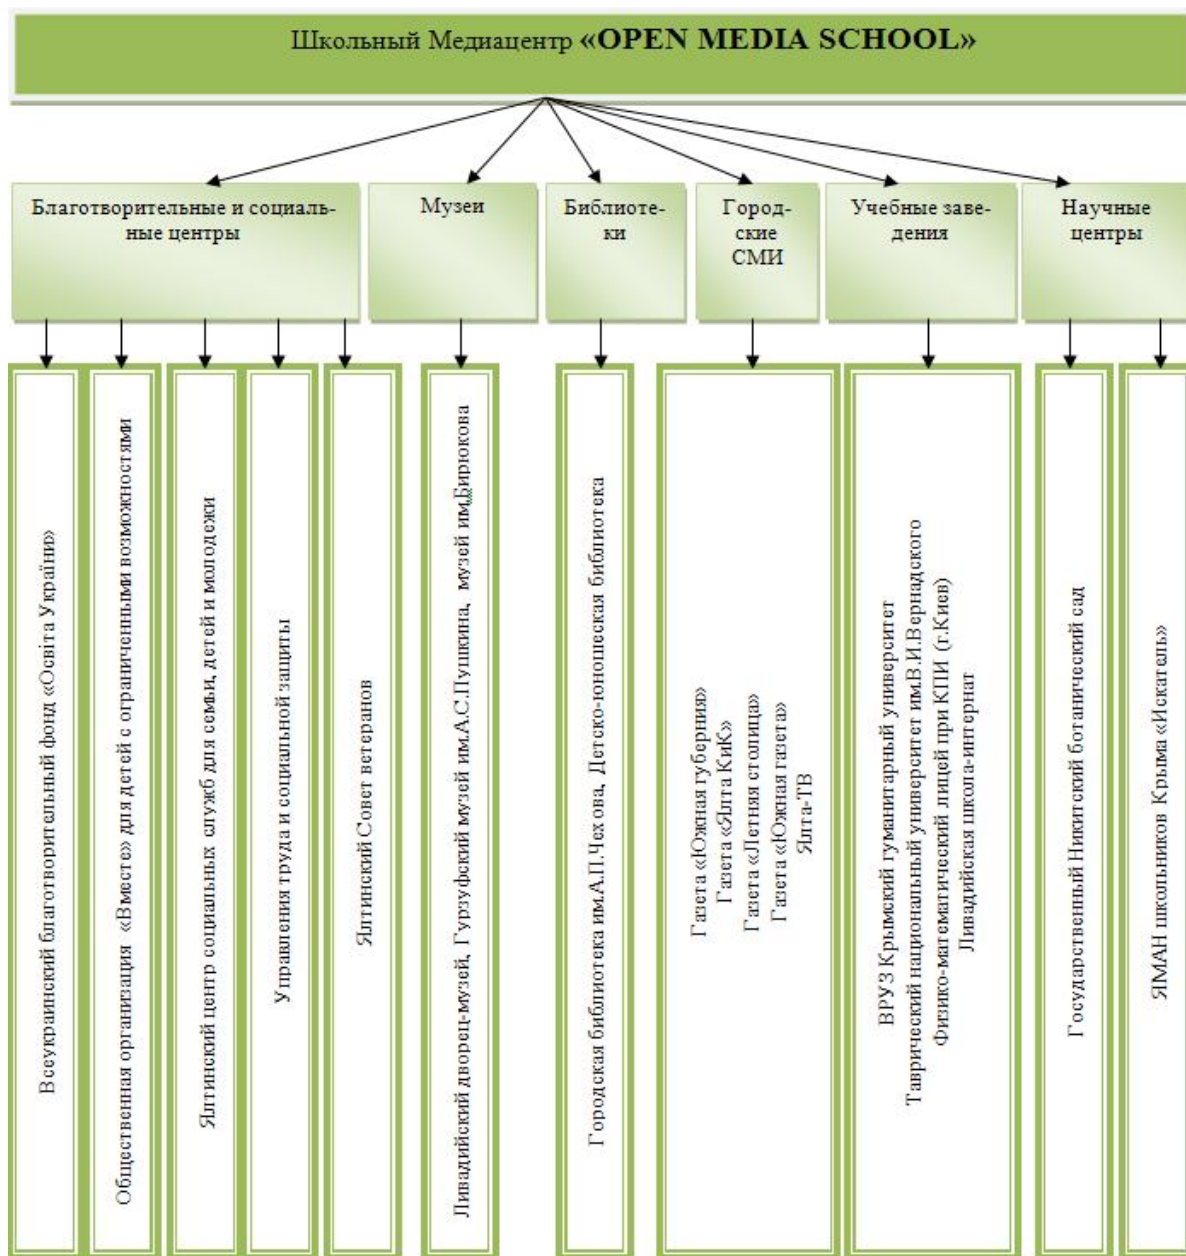 Школьный Медиацентр «OPEN MEDIA SCHOOL»
Благотворительные и социаль-
ные центры
Музеи
Библиоте-
ки
Город-
ские
СМИ
Учебные заве-
дения
Научные
центры
Всеукраинский благотворительный фонд «Освіта України»
Общественная организация «Вместе» для детей с ограниченными возможностями
Ялтинский центр социальных служб для семьи, детей и молодежи
Управления труда и социальной защиты
Ялтинский Совет ветеранов
Ливадийский дворец-музей, Гурзуфский музей им.А.С.Пушкина, музей им.Бирюкова
Городская библиотека им.А.П.Чехова, Детско-юношеская библиотека
Газета «Южная губерния»
Газета «Ялта КиК»
Газета «Летняя столица»
Газета «Южная газета»
Ялта-ТВ
ВРУЗ Крымский гуманитарный университет
Таврический национальный университет им.В.И.Вернадского
Физико-математический лицей при КПИ (г.Киев)
Ливадийская школа-интернат
Государственный Никитский ботанический сад
ЯМАН школьников Крыма «Искатель»